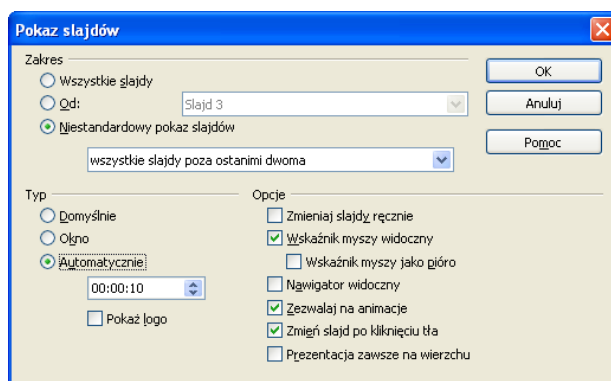 Pokaz slajdów
Zakres
Wszystkie slajdy
Od:
Slajd 3
Niestandardowy pokaz slajdów
wszystkie slajdy poza ostanimi dwoma
OK
Anuluj
Pomoc
Typ
Domyślnie
Okno
Automatycznie
00:00:10
Pokaż logo
Opcje
Zmieniaj slajdy ręcznie
Wskaźnik myszy widoczny
Wskaźnik myszy jako pióro
Nawigator widoczny
Zezwalaj na animacje
Zmień slajd po kliknięciu tła
Prezentacja zawsze na wierzchu